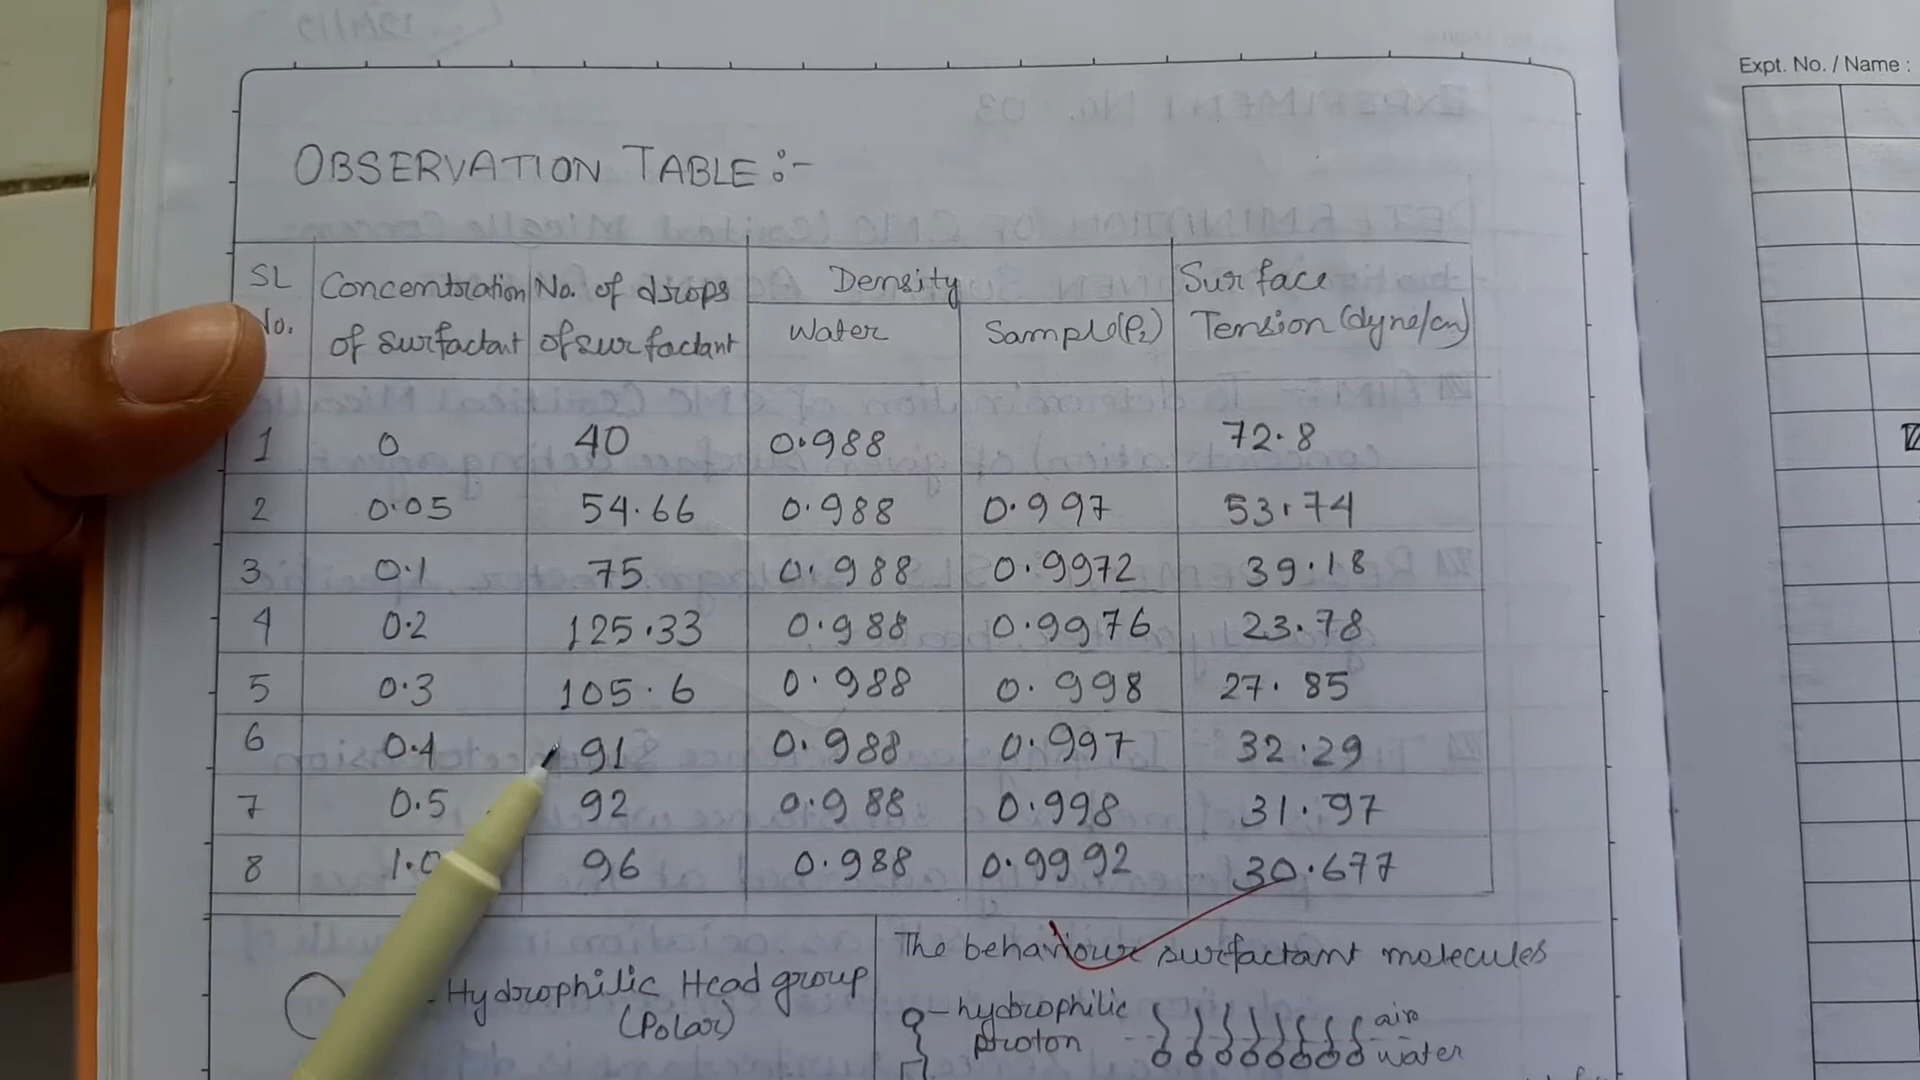 Expt. No. / Name :
OBSERVATION TABLE :-
SL No. Concentration of surfactant No. of drops of surfactant Density Water Sample(ρ2) Surface Tension (dyne/cm)
1 0 40 0.988 72.8
2 0.05 54.66 0.988 0.997 53.74
3 0.1 75 0.988 0.9972 39.18
4 0.2 125.33 0.988 0.9976 23.78
5 0.3 105.6 0.988 0.998 27.85
6 0.4 91 0.988 0.997 32.29
7 0.5 92 0.988 0.998 31.97
8 1.0 96 0.988 0.9992 30.677
- Hydrophilic Head group
(Polar)
The behaviour surfactant molecules
- hydrophilic
proton
air
water